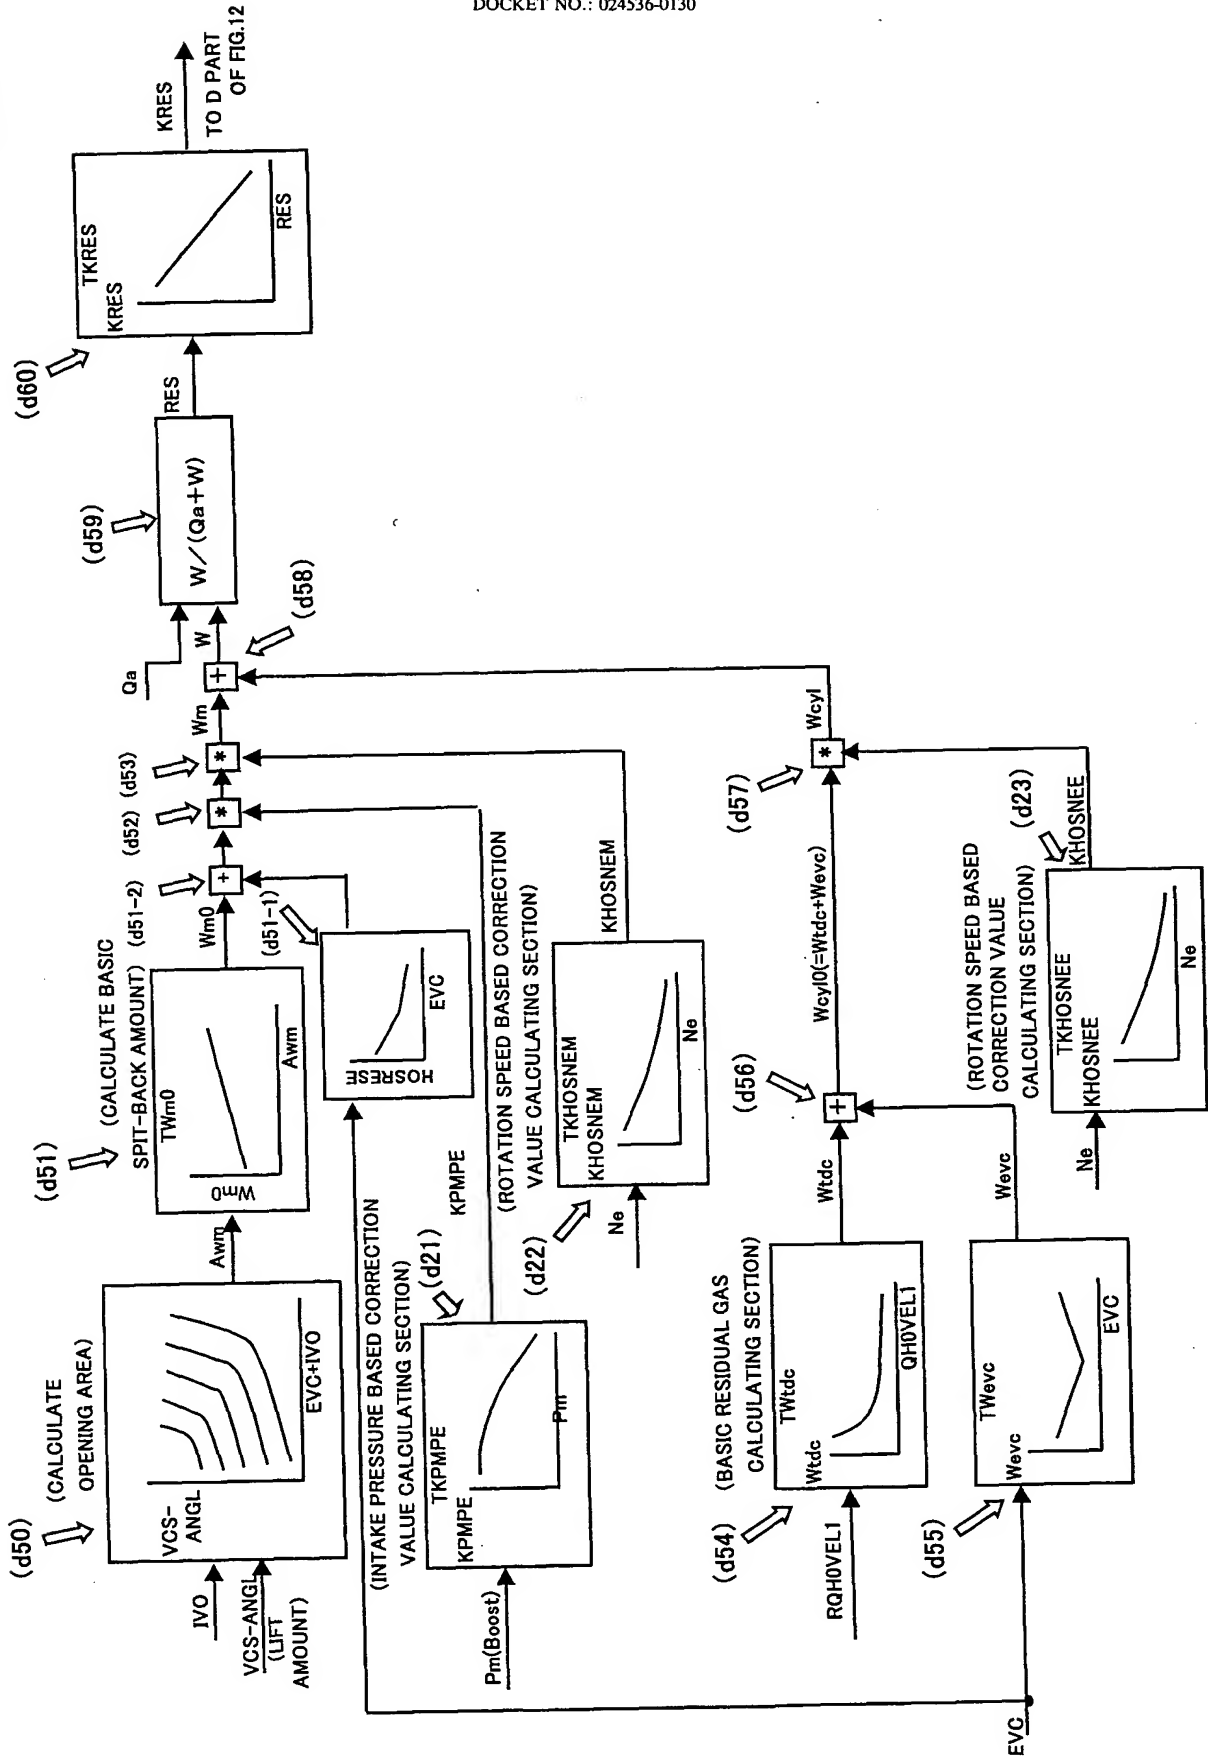 DOCKET NO.: 024536-0130
(d50)
(CALCULATE
OPENING AREA)
VCS-
ANGL
EVC+IVO
IVO
VCS-ANGL
(LIFT
AMOUNT)
Awm
(d51)
(CALCULATE BASIC
SPIT-BACK AMOUNT)
TWm0
Wm0
Awm
Wm0
(d51-2)
+
(d52)
*
(d53)
*
Wm
Qa
+
(d58)
W
(d59)
W/(Qa+W)
RES
(d60)
TKRES
KRES
RES
KRES
TO D PART
OF FIG.12
(d51-1)
HOSRESE
EVC
(INTAKE PRESSURE BASED CORRECTION
VALUE CALCULATING SECTION)
(d21)
TKPMPE
KPMPE
Pm
Pm(Boost)
KPMPE
(ROTATION SPEED BASED CORRECTION
VALUE CALCULATING SECTION)
(d22)
TKHOSNEM
KHOSNEM
Ne
Ne
KHOSNEM
(BASIC RESIDUAL GAS
CALCULATING SECTION)
(d54)
TWtdc
Wtdc
QH0VEL1
RQH0VEL1
Wtdc
(d56)
+
Wcyl0(=Wtdc+Wevc)
(d57)
*
Wcyl
(d55)
TWevc
Wevc
EVC
EVC
Wevc
(ROTATION SPEED BASED
CORRECTION VALUE
CALCULATING SECTION)
(d23)
TKHOSNEE
KHOSNEE
Ne
Ne
KHOSNEE